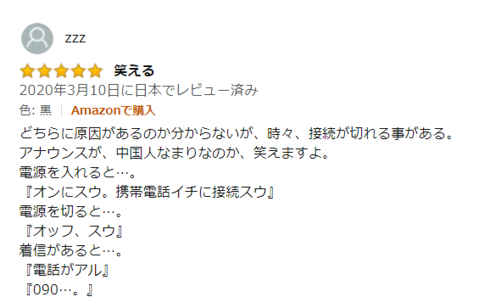 zzz
笑える
2020年3月10日に日本でレビュー済み
色: 黒 Amazonで購入
どちらに原因があるのか分からないが、時々、接続が切れる事がある。
アナウンスが、中国人なまりなのか、笑えますよ。
電源を入れると…。
『オンにスウ。携帯電話イチに接続スウ』
電源を切ると…。
『オッフ、スウ』
着信があると…。
『電話がアル』
『090…。』